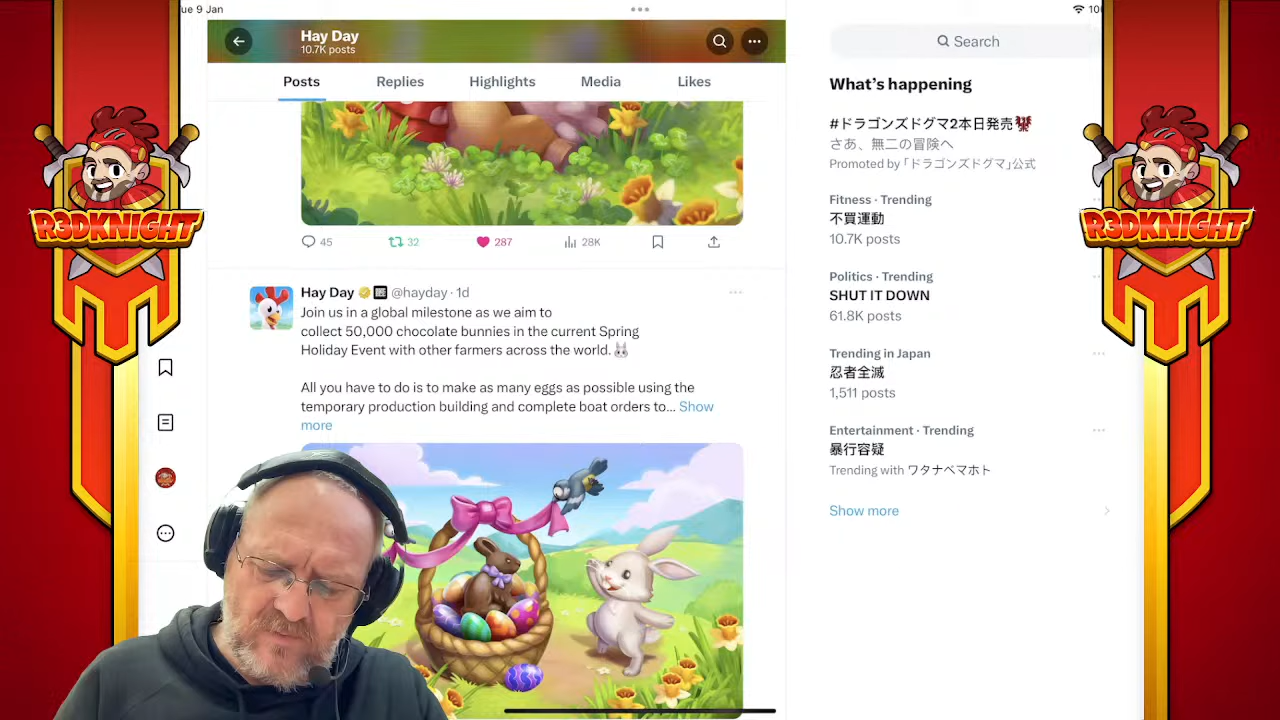 ue 9 Jan
10
Hay Day
10.7K posts
Search
Posts
Replies
Highlights
Media
Likes
What's happening
#ドラゴンズドグマ2本日発売
さあ、無二の冒険へ
Promoted by 「ドラゴンズドグマ」公式
R3DKNIGHT
R3DKNIGHT
Fitness · Trending
不買運動
10.7K posts
45
32
287
28K
Politics · Trending
SHUT IT DOWN
61.8K posts
Hay Day @hayday · 1d
Join us in a global milestone as we aim to
collect 50,000 chocolate bunnies in the current Spring
Holiday Event with other farmers across the world.
All you have to do is to make as many eggs as possible using the
temporary production building and complete boat orders to... Show
more
Trending in Japan
忍者全滅
1,511 posts
Entertainment · Trending
暴行容疑
Trending with ワタナベマホト
Show more